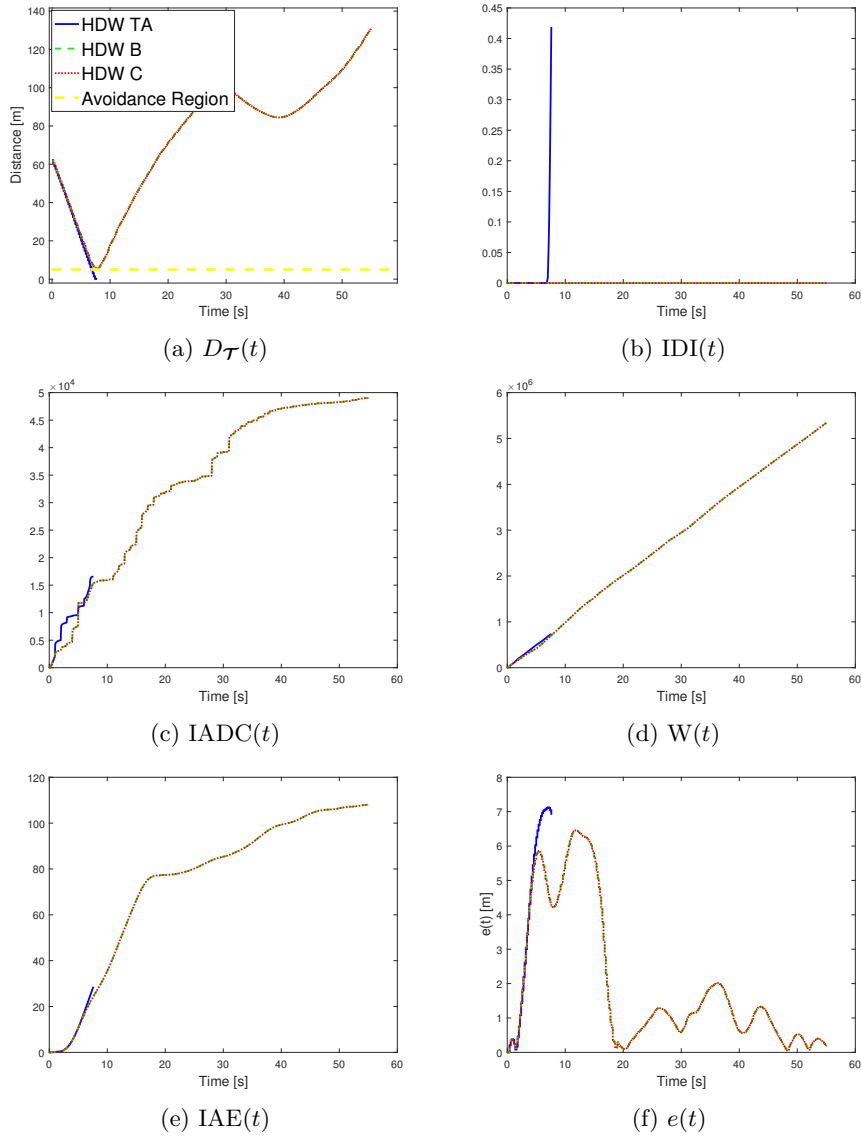 140
120
100
80
60
40
20
0
Distance [m]
HDW TA
HDW B
HDW C
Avoidance Region
0 10 20 30 40 50
Time [s]
(a) D𝓣(t)
0.45
0.4
0.35
0.3
0.25
0.2
0.15
0.1
0.05
0
0 10 20 30 40 50 60
Time [s]
(b) IDI(t)
×10⁴
5
4.5
4
3.5
3
2.5
2
1.5
1
0.5
0
0 10 20 30 40 50 60
Time [s]
(c) IADC(t)
×10⁶
6
5
4
3
2
1
0
0 10 20 30 40 50 60
Time [s]
(d) W(t)
120
100
80
60
40
20
0
0 10 20 30 40 50 60
Time [s]
(e) IAE(t)
8
7
6
5
4
3
2
1
0
e(t) [m]
0 10 20 30 40 50 60
Time [s]
(f) e(t)